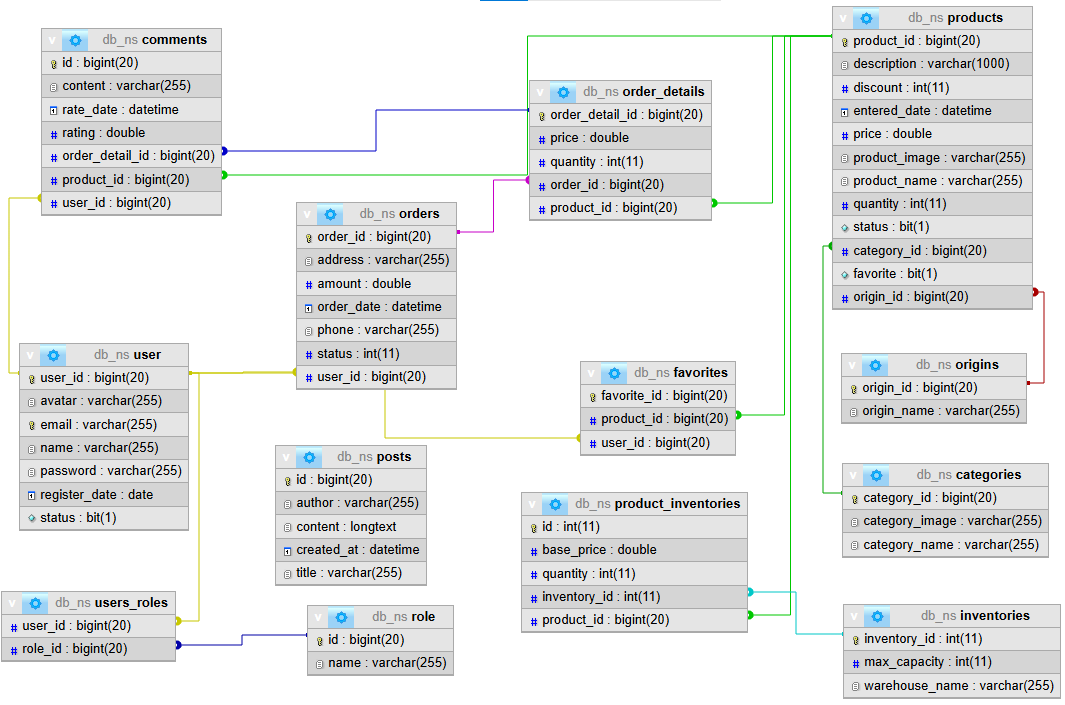 db_ns comments
id : bigint(20)
content : varchar(255)
rate_date : datetime
rating : double
order_detail_id : bigint(20)
product_id : bigint(20)
user_id : bigint(20)
db_ns order_details
order_detail_id : bigint(20)
price : double
quantity : int(11)
order_id : bigint(20)
product_id : bigint(20)
db_ns products
product_id : bigint(20)
description : varchar(1000)
discount : int(11)
entered_date : datetime
price : double
product_image : varchar(255)
product_name : varchar(255)
quantity : int(11)
status : bit(1)
category_id : bigint(20)
favorite : bit(1)
origin_id : bigint(20)
db_ns orders
order_id : bigint(20)
address : varchar(255)
amount : double
order_date : datetime
phone : varchar(255)
status : int(11)
user_id : bigint(20)
db_ns user
user_id : bigint(20)
avatar : varchar(255)
email : varchar(255)
name : varchar(255)
password : varchar(255)
register_date : date
status : bit(1)
db_ns favorites
favorite_id : bigint(20)
product_id : bigint(20)
user_id : bigint(20)
db_ns origins
origin_id : bigint(20)
origin_name : varchar(255)
db_ns posts
id : bigint(20)
author : varchar(255)
content : longtext
created_at : datetime
title : varchar(255)
db_ns product_inventories
id : int(11)
base_price : double
quantity : int(11)
inventory_id : int(11)
product_id : bigint(20)
db_ns categories
category_id : bigint(20)
category_image : varchar(255)
category_name : varchar(255)
db_ns users_roles
user_id : bigint(20)
role_id : bigint(20)
db_ns role
id : bigint(20)
name : varchar(255)
db_ns inventories
inventory_id : int(11)
max_capacity : int(11)
warehouse_name : varchar(255)